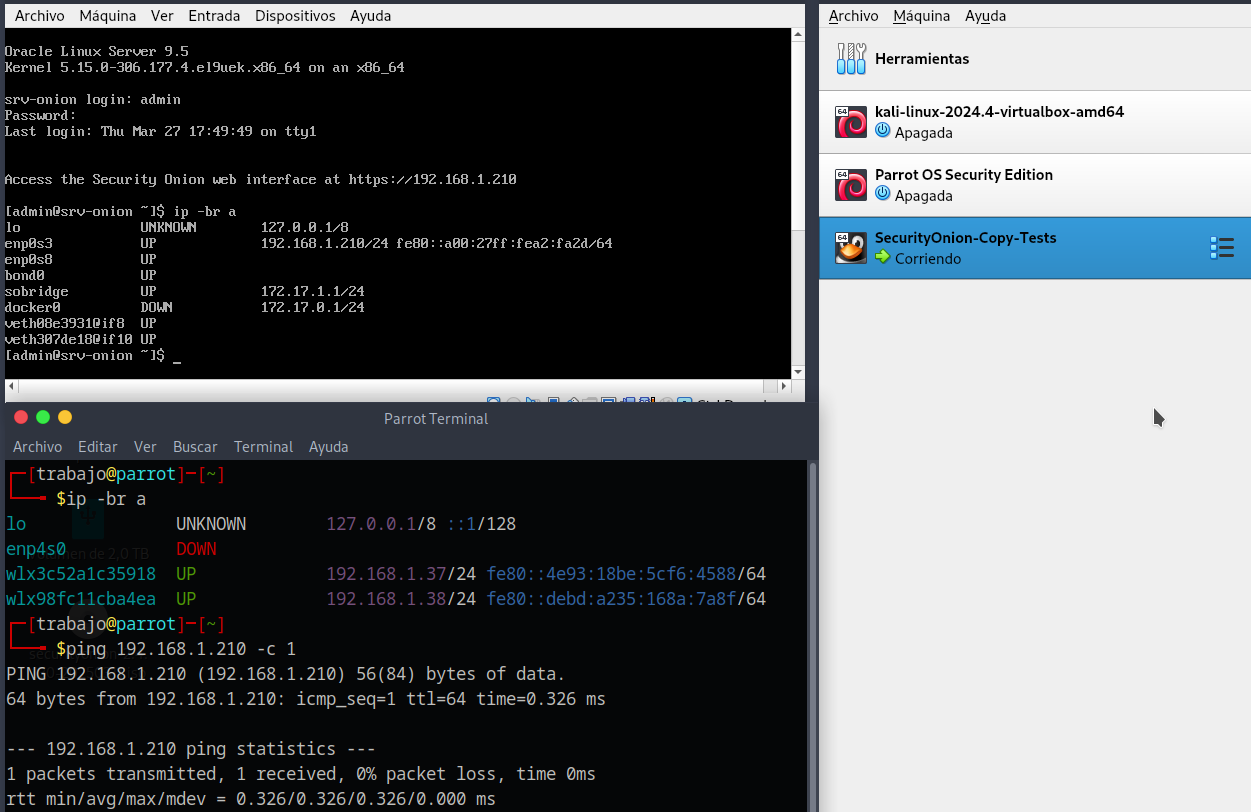 Archivo Máquina Ver Entrada Dispositivos Ayuda
Oracle Linux Server 9.5
Kernel 5.15.0-306.177.4.el9uek.x86_64 on an x86_64
srv-onion login: admin
Password:
Last login: Thu Mar 27 17:49:49 on tty1
Access the Security Onion web interface at https://192.168.1.210
[admin@srv-onion ~]$ ip -br a
lo UNKNOWN 127.0.0.1/8
enp0s3 UP 192.168.1.210/24 fe80::a00:27ff:fea2:fa2d/64
enp0s8 UP
bond0 UP
sobridge UP 172.17.1.1/24
docker0 DOWN 172.17.0.1/24
veth08e3931@if8 UP
veth307de18@if10 UP
[admin@srv-onion ~]$ _
Parrot Terminal
Archivo Editar Ver Buscar Terminal Ayuda
[trabajo@parrot]-[~]
$ip -br a
lo UNKNOWN 127.0.0.1/8 ::1/128
enp4s0 DOWN
wlx3c52a1c35918 UP 192.168.1.37/24 fe80::4e93:18be:5cf6:4588/64
wlx98fc11cba4ea UP 192.168.1.38/24 fe80::debd:a235:168a:7a8f/64
[trabajo@parrot]-[~]
$ping 192.168.1.210 -c 1
PING 192.168.1.210 (192.168.1.210) 56(84) bytes of data.
64 bytes from 192.168.1.210: icmp_seq=1 ttl=64 time=0.326 ms
--- 192.168.1.210 ping statistics ---
1 packets transmitted, 1 received, 0% packet loss, time 0ms
rtt min/avg/max/mdev = 0.326/0.326/0.326/0.000 ms
Archivo Máquina Ayuda
Herramientas
64
kali-linux-2024.4-virtualbox-amd64
Apagada
64
Parrot OS Security Edition
Apagada
64
SecurityOnion-Copy-Tests
Corriendo